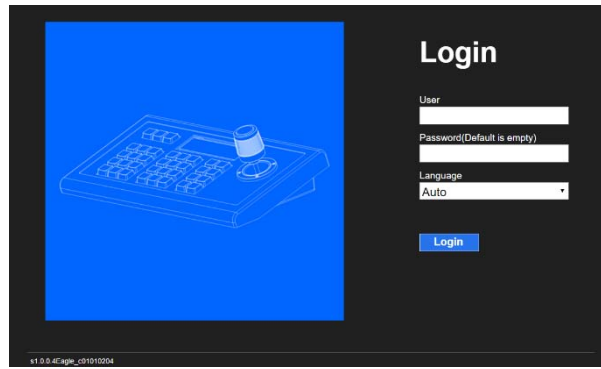 Login
User
Password(Default is empty)
Language
Auto
Login
s1.0.0.4Eagle_c01010204